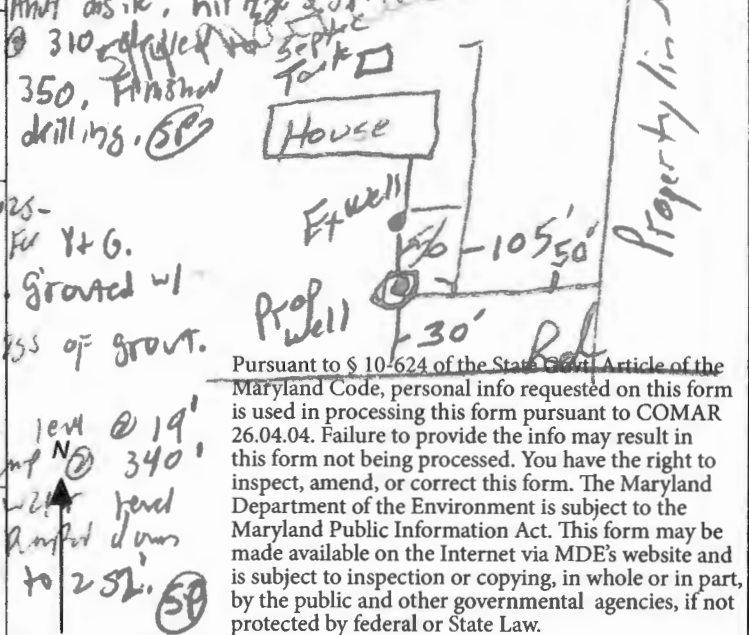 @ 310,
350, Finished
drilling. SP
Septic
Tank
House
Ex Well
105'
50'
Property line
Prop
Well
30'
Grouted w/
of grout.
level @ 19'
N @ 340'
water level
down
to 252'. SP
Pursuant to § 10-624 of the State Govt. Article of the
Maryland Code, personal info requested on this form
is used in processing this form pursuant to COMAR
26.04.04. Failure to provide the info may result in
this form not being processed. You have the right to
inspect, amend, or correct this form. The Maryland
Department of the Environment is subject to the
Maryland Public Information Act. This form may be
made available on the Internet via MDE's website and
is subject to inspection or copying, in whole or in part,
by the public and other governmental agencies, if not
protected by federal or State Law.